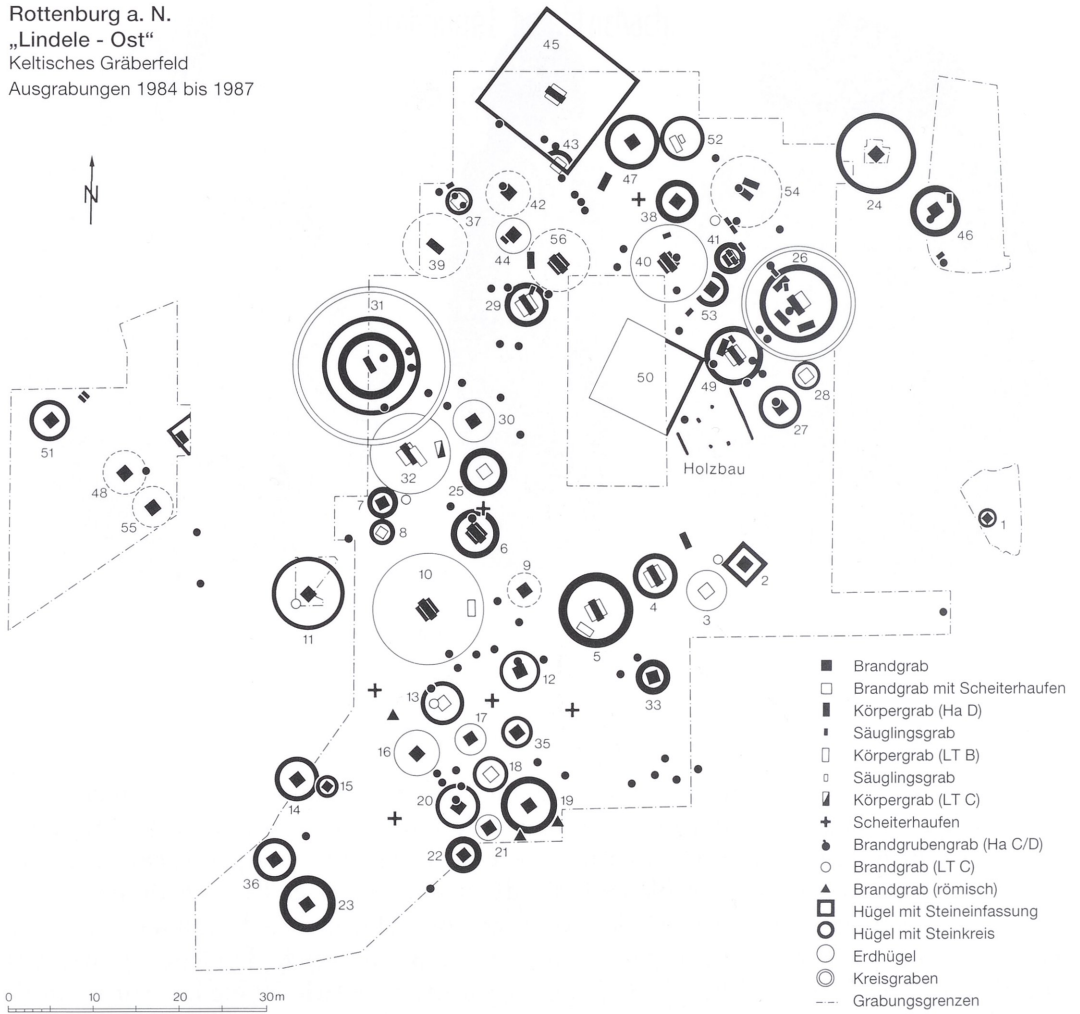 Rottenburg a. N.
„Lindele - Ost“
Keltisches Gräberfeld
Ausgrabungen 1984 bis 1987
N
45
43
47
52
24
46
37
42
38
54
39
44
56
40
41
26
31
29
53
50
49
28
27
30
Holzbau
51
32
48
25
55
7
8
6
1
10
9
2
11
4
3
5
12
33
13
17
35
16
18
14
15
20
19
21
22
36
23
Brandgrab
Brandgrab mit Scheiterhaufen
Körpergrab (Ha D)
Säuglingsgrab
Körpergrab (LT B)
Säuglingsgrab
Körpergrab (LT C)
Scheiterhaufen
Brandgrubengrab (Ha C/D)
Brandgrab (LT C)
Brandgrab (römisch)
Hügel mit Steineinfassung
Hügel mit Steinkreis
Erdhügel
Kreisgraben
Grabungsgrenzen
0 10 20 30 m